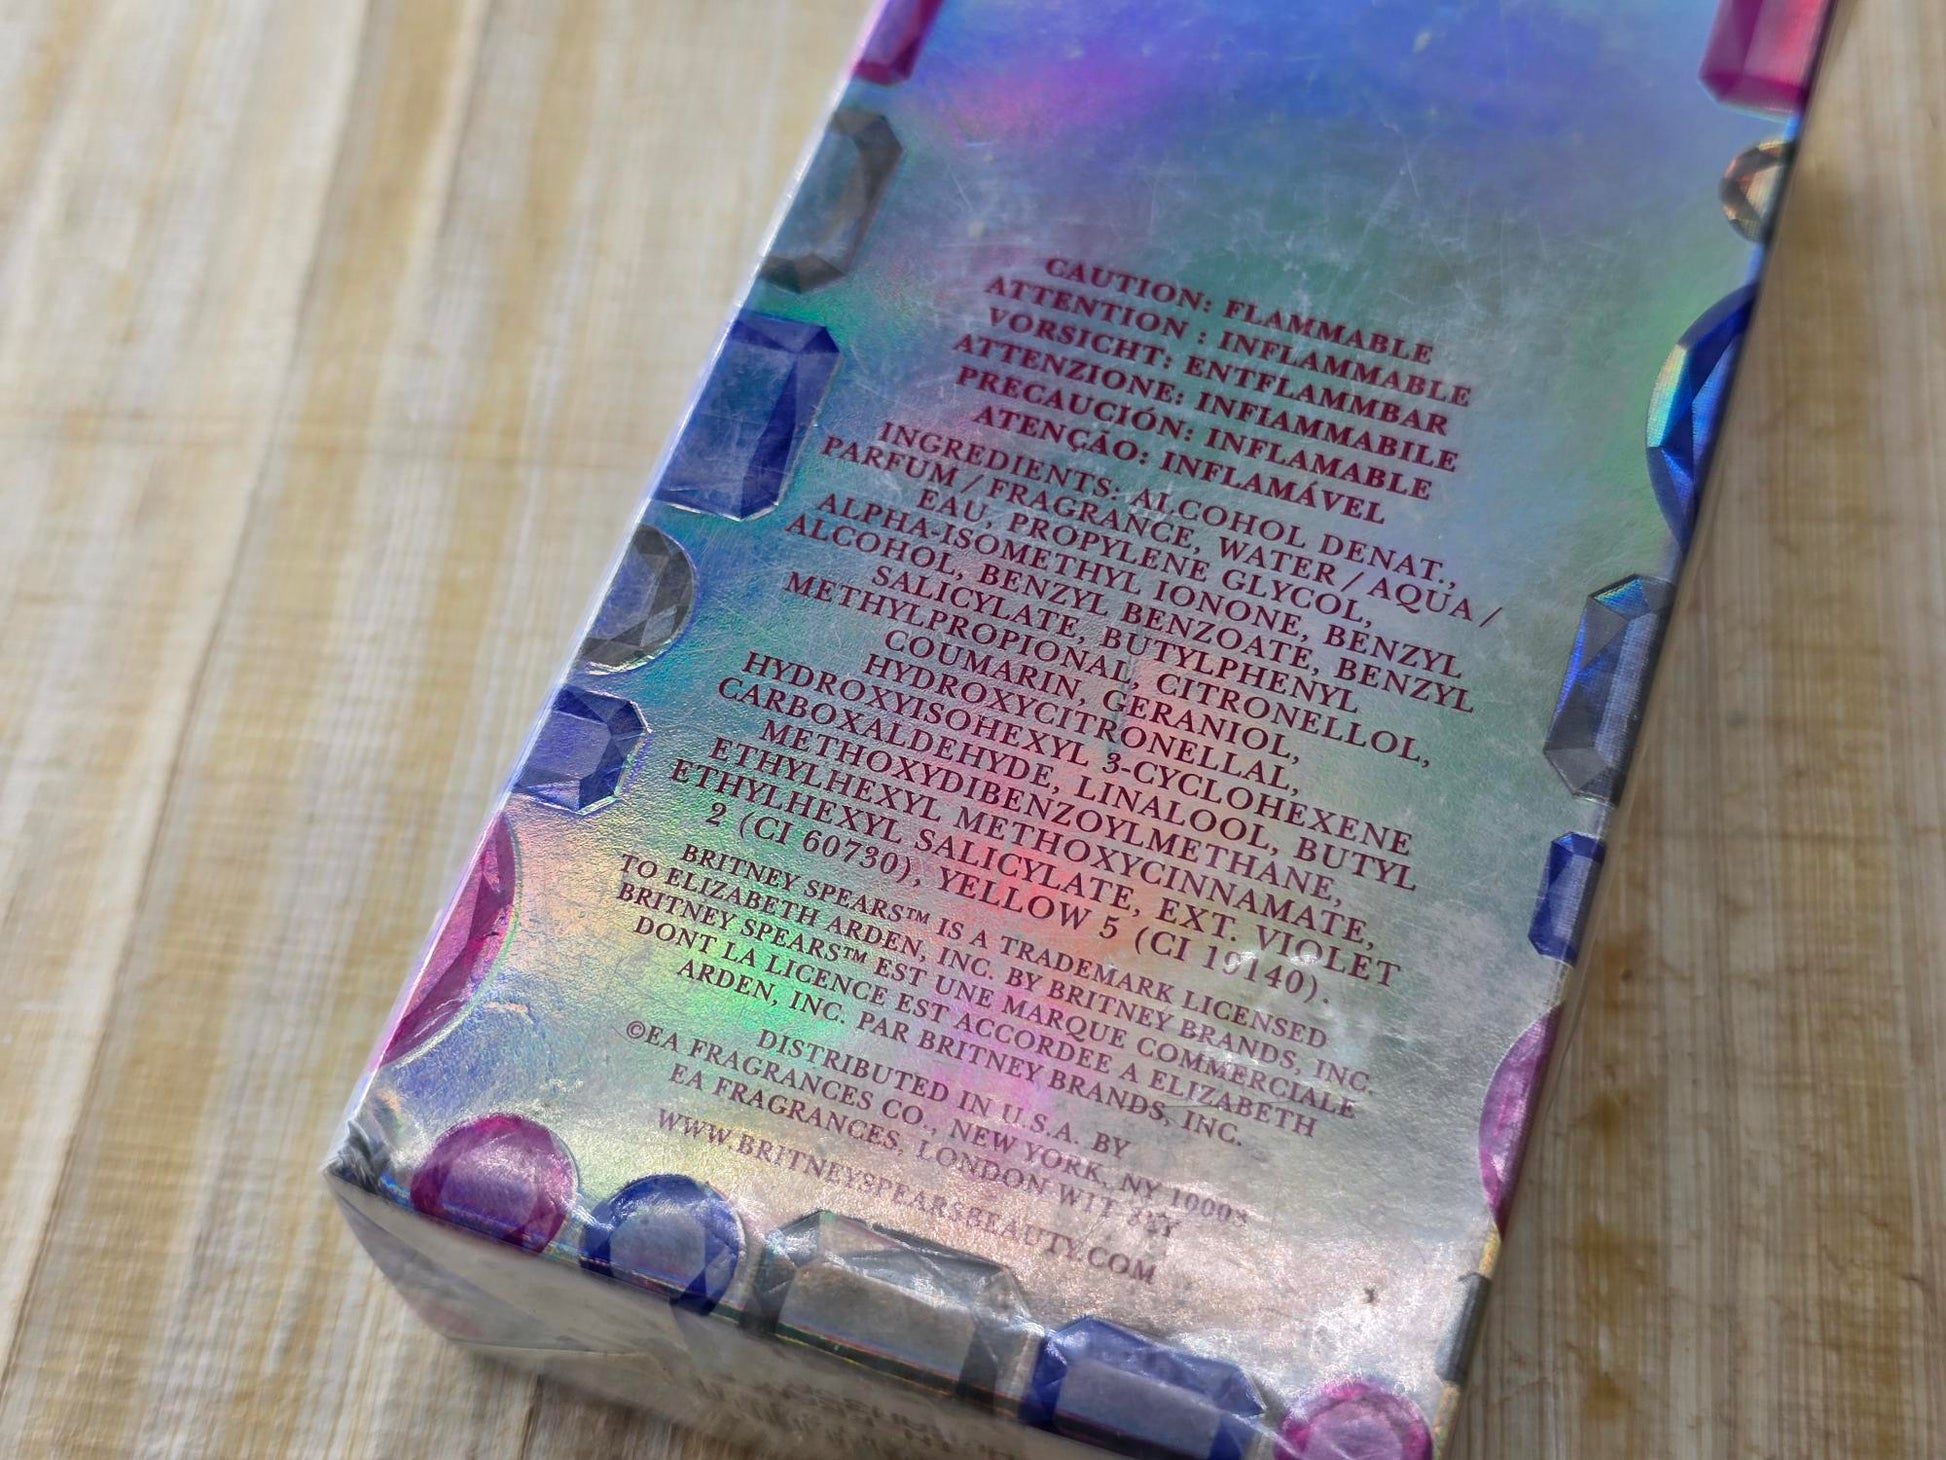 CAUTION: FLAMMABLE
ATTENTION : INFLAMMABLE
VORSICHT: ENTFLAMMBAR
ATTENZIONE: INFIAMMABILE
PRECAUCIÓN: INFLAMABLE
ATENÇÃO: INFLAMÁVEL
INGREDIENTS: ALCOHOL DENAT.,
PARFUM / FRAGRANCE, WATER / AQUA /
EAU, PROPYLENE GLYCOL,
ALPHA-ISOMETHYL IONONE, BENZYL
ALCOHOL, BENZYL BENZOATE, BENZYL
SALICYLATE, BUTYLPHENYL
METHYLPROPIONAL, CITRONELLOL,
COUMARIN, GERANIOL,
HYDROXYCITRONELLAL,
HYDROXYISOHEXYL 3-CYCLOHEXENE
CARBOXALDEHYDE, LINALOOL, BUTYL
METHOXYDIBENZOYLMETHANE,
ETHYLHEXYL METHOXYCINNAMATE,
ETHYLHEXYL SALICYLATE, EXT. VIOLET
2 (CI 60730), YELLOW 5 (CI 19140).
BRITNEY SPEARS™ IS A TRADEMARK LICENSED
TO ELIZABETH ARDEN, INC. BY BRITNEY BRANDS, INC.
BRITNEY SPEARS™ EST UNE MARQUE COMMERCIALE
DONT LA LICENCE EST ACCORDEE A ELIZABETH
ARDEN, INC. PAR BRITNEY BRANDS, INC.
DISTRIBUTED IN U.S.A. BY
©EA FRAGRANCES CO., NEW YORK, NY 10003
EA FRAGRANCES, LONDON W1T
WWW.BRITNEYSPEARSBEAUTY.COM